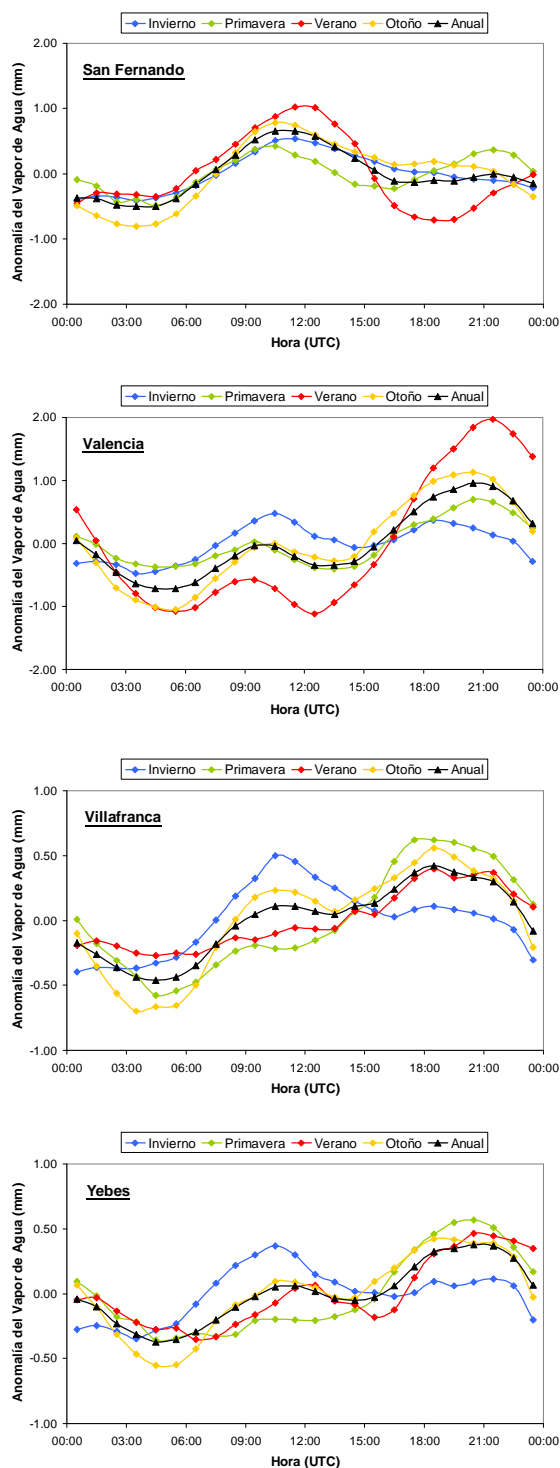 Invierno Primavera Verano Otoño Anual
San Fernando
Anomalía del Vapor de Agua (mm)
2.00
1.00
0.00
-1.00
-2.00
00:00 03:00 06:00 09:00 12:00 15:00 18:00 21:00 00:00
Hora (UTC)
Invierno Primavera Verano Otoño Anual
Valencia
Anomalía del Vapor de Agua (mm)
2.00
1.00
0.00
-1.00
-2.00
00:00 03:00 06:00 09:00 12:00 15:00 18:00 21:00 00:00
Hora (UTC)
Invierno Primavera Verano Otoño Anual
Villafranca
Anomalía del Vapor de Agua (mm)
1.00
0.50
0.00
-0.50
-1.00
00:00 03:00 06:00 09:00 12:00 15:00 18:00 21:00 00:00
Hora (UTC)
Invierno Primavera Verano Otoño Anual
Yebes
Anomalía del Vapor de Agua (mm)
1.00
0.50
0.00
-0.50
-1.00
00:00 03:00 06:00 09:00 12:00 15:00 18:00 21:00 00:00
Hora (UTC)